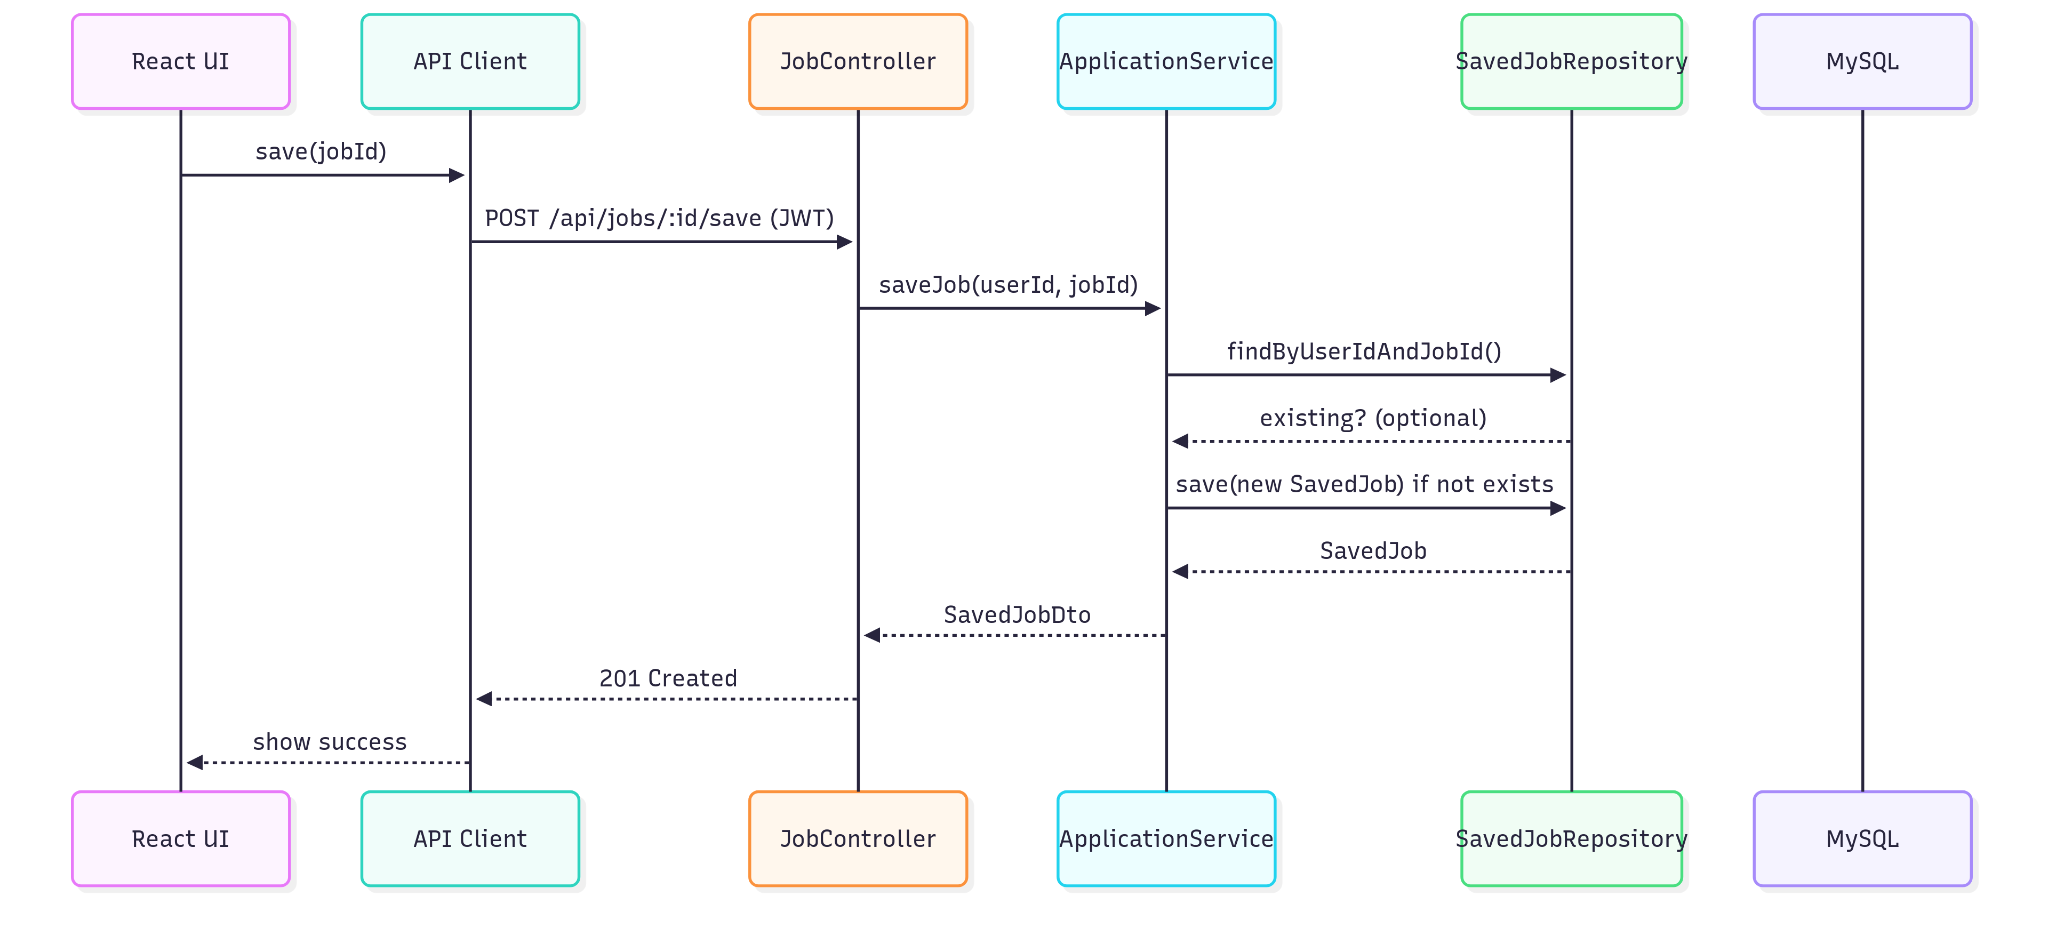 React UI
API Client
JobController
ApplicationService
SavedJobRepository
MySQL
save(jobId)
POST /api/jobs/:id/save (JWT)
saveJob(userId, jobId)
findByUserIdAndJobId()
existing? (optional)
save(new SavedJob) if not exists
SavedJob
SavedJobDto
201 Created
show success
React UI
API Client
JobController
ApplicationService
SavedJobRepository
MySQL